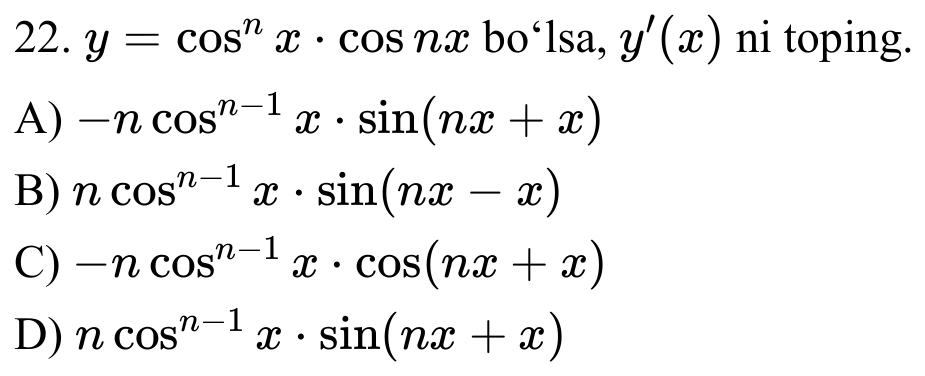 22. y = cosⁿ x · cos nx bo‘lsa, y′(x) ni toping.
A) −n cosⁿ⁻¹ x · sin(nx + x)
B) n cosⁿ⁻¹ x · sin(nx − x)
C) −n cosⁿ⁻¹ x · cos(nx + x)
D) n cosⁿ⁻¹ x · sin(nx + x)